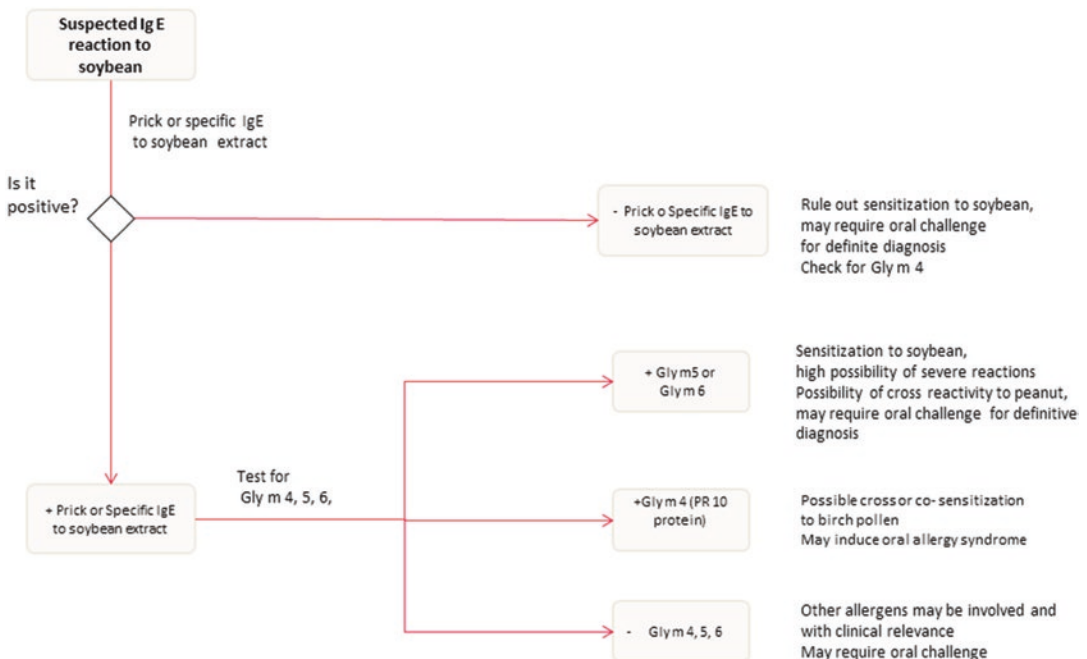 Suspected IgE
reaction to
soybean
Prick or specific IgE
to soybean extract
Is it
positive?
- Prick o Specific IgE to
soybean extract
Rule out sensitization to soybean,
may require oral challenge
for definite diagnosis
Check for Gly m 4
+ Gly m5 or
Gly m 6
Sensitization to soybean,
high possibility of severe reactions
Possibility of cross reactivity to peanut,
may require oral challenge for definitive
diagnosis
+ Prick or Specific IgE
to soybean extract
Test for
Gly m 4, 5, 6,
+Gly m 4 (PR 10
protein)
Possible cross or co- sensitization
to birch pollen
May induce oral allergy syndrome
- Gly m 4, 5, 6
Other allergens may be involved and
with clinical relevance
May require oral challenge